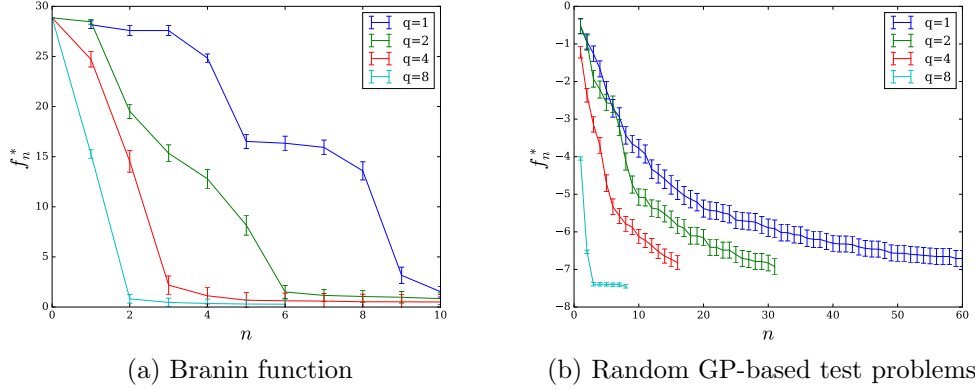 30
25
20
15
10
5
0
0 2 4 6 8 10
f*n
n
q=1
q=2
q=4
q=8
(a) Branin function
0
−1
−2
−3
−4
−5
−6
−7
−8
0 10 20 30 40 50 60
f*n
n
q=1
q=2
q=4
q=8
(b) Random GP-based test problems